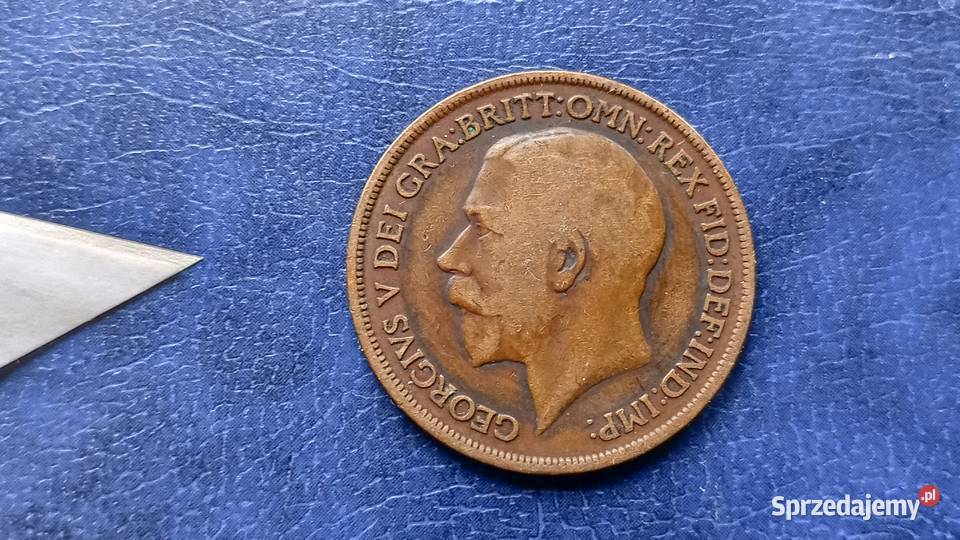 GEORGIVS V DEI GRA:BRITT:OMN:REX FID:DEF:IND:IMP:
Sprzedajemy.pl